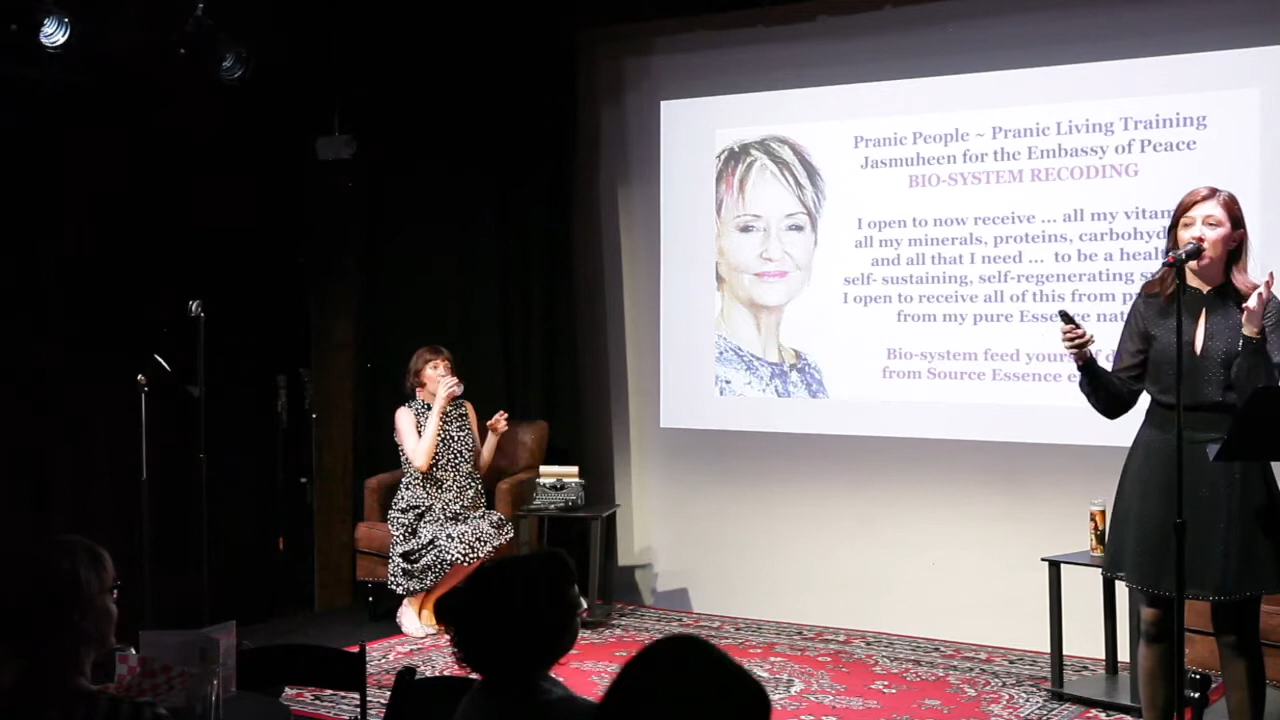 Pranic People ~ Pranic Living Training
Jasmuheen for the Embassy of Peace
BIO-SYSTEM RECODING
I open to now receive ... all my
all my minerals, proteins,
and all that I need ... to be a
self- sustaining, self-regenerating
I open to receive all of this from
from my pure Essence
Bio-system feed
from Source Essence